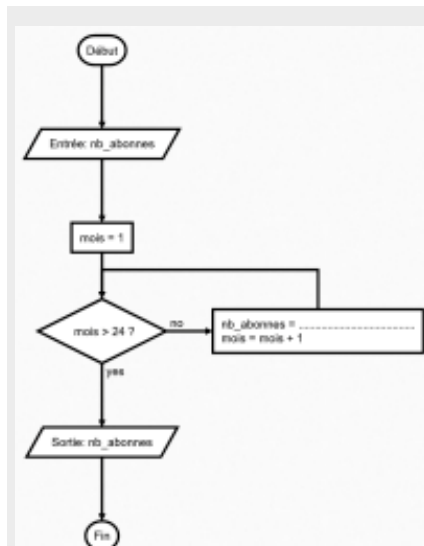 Début
Entrée: nb_abonnes
mois = 1
mois > 24 ?
no
nb_abonnes = ..............................
mois = mois + 1
yes
Sortie: nb_abonnes
Fin